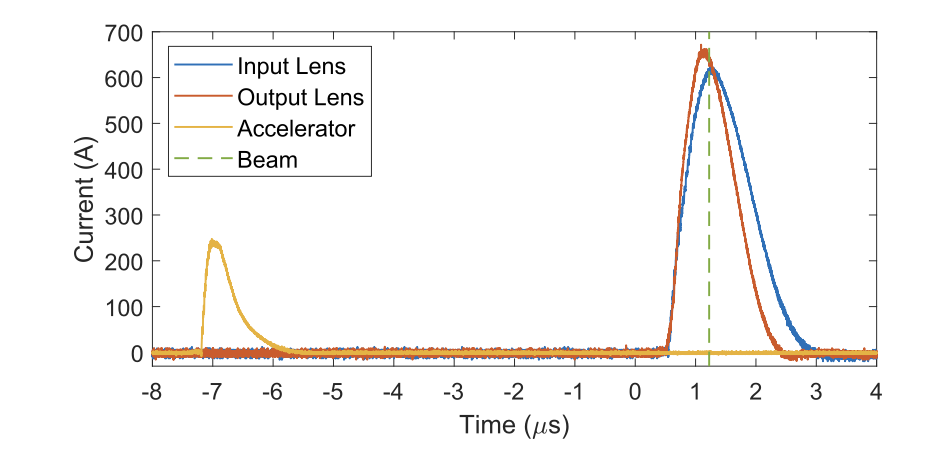 700
600
500
400
300
200
100
0
Current (A)
Input Lens
Output Lens
Accelerator
Beam
-8 -7 -6 -5 -4 -3 -2 -1 0 1 2 3 4
Time (μs)